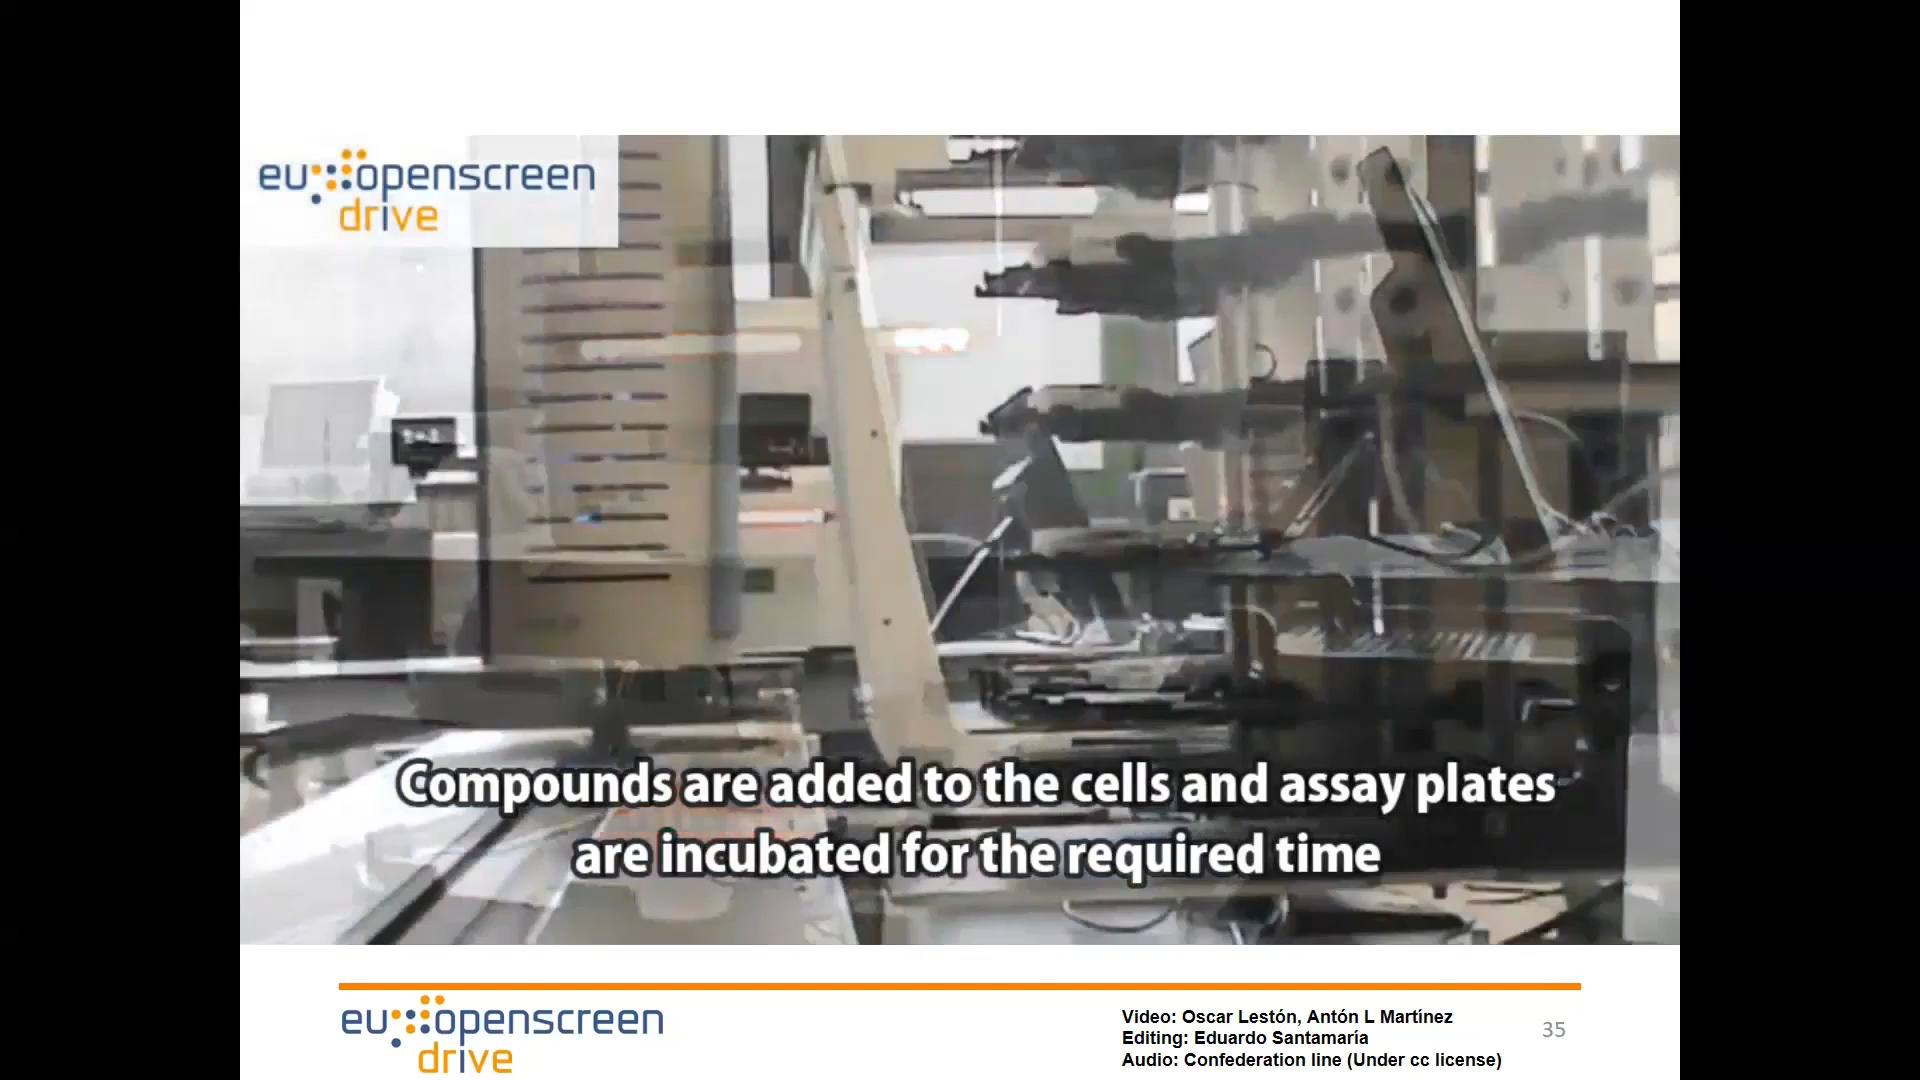 eu openscreen
drive
Compounds are added to the cells and assay plates
are incubated for the required time
eu openscreen
drive
Video: Oscar Lestón, Antón L Martínez
Editing: Eduardo Santamaría
Audio: Confederation line (Under cc license)
35